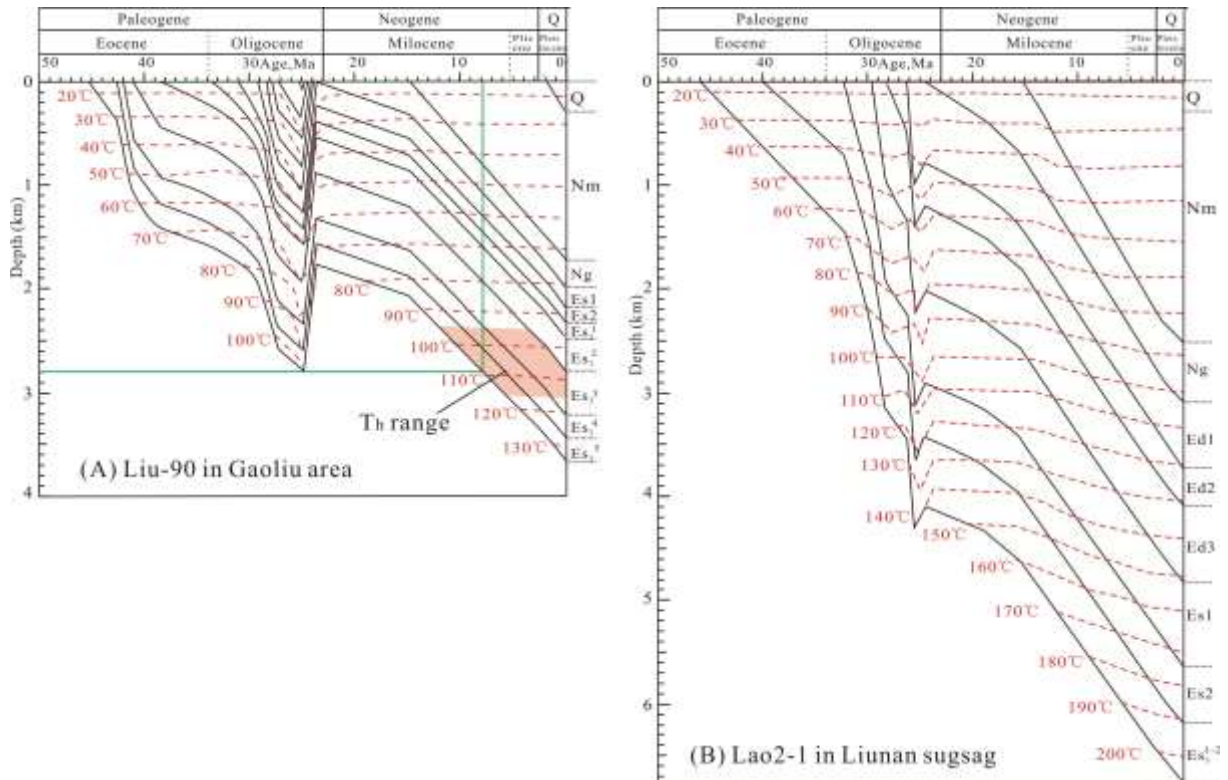 Paleogene Neogene Q
Eocene Oligocene Milocene
50 40 30 Age, Ma 20 10 0
0
1
2
3
4
Depth (km)
20℃
30℃
40℃
50℃
60℃
70℃
80℃
90℃
100℃
80℃
90℃
100℃
110℃
120℃
130℃
Th range
Q
Nm
Ng
Es1
Es2
(A) Liu-90 in Gaoliu area
Paleogene Neogene Q
Eocene Oligocene Milocene
50 40 30 Age, Ma 20 10 0
0
1
2
3
4
5
6
Depth (km)
20℃
30℃
40℃
50℃
60℃
70℃
80℃
90℃
100℃
110℃
120℃
130℃
140℃
150℃
160℃
170℃
180℃
190℃
200℃
Q
Nm
Ng
Ed1
Ed2
Ed3
Es1
Es2
(B) Lao2-1 in Liunan sugsag